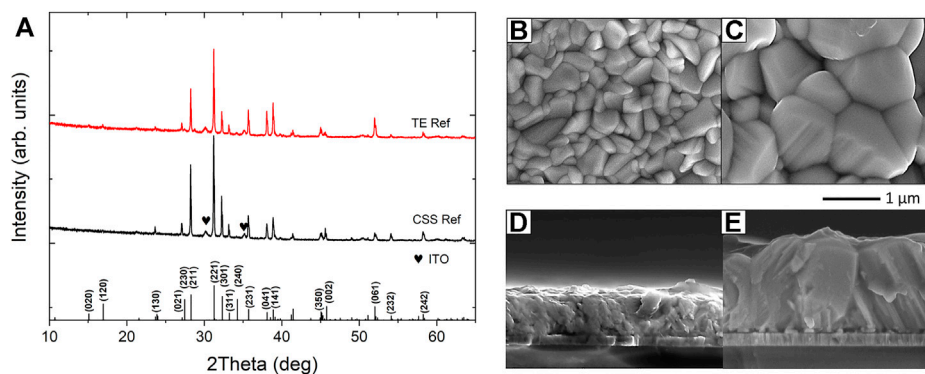 A
Intensity (arb. units)
TE Ref
CSS Ref
♥ ♥
♥ ITO
(020)
(120)
(130)
(021)
(230)
(211)
(221)
(301)
(311)
(240)
(231)
(041)
(141)
(350)
(002)
(061)
(232)
(242)
10 20 30 40 50 60
2Theta (deg)
B
C
1 µm
D
E